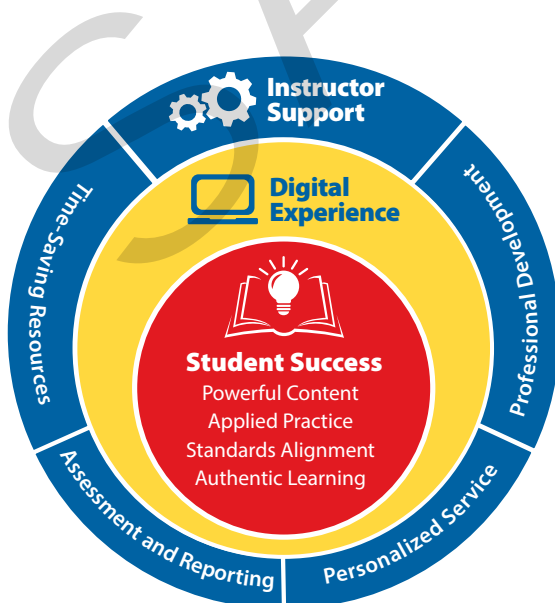 Instructor
Support
Digital
Experience
Student Success
Powerful Content
Applied Practice
Standards Alignment
Authentic Learning
Time-Saving Resources
Professional Development
Assessment and Reporting
Personalized Service